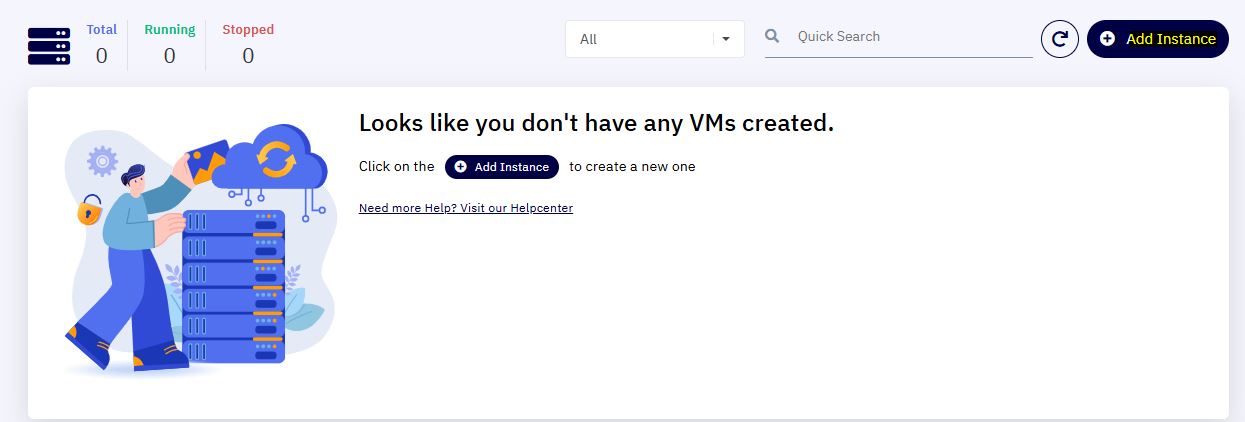 Total Running Stopped
0 0 0
All
Quick Search
Add Instance
Looks like you don't have any VMs created.
Click on the Add Instance to create a new one
Need more Help? Visit our Helpcenter